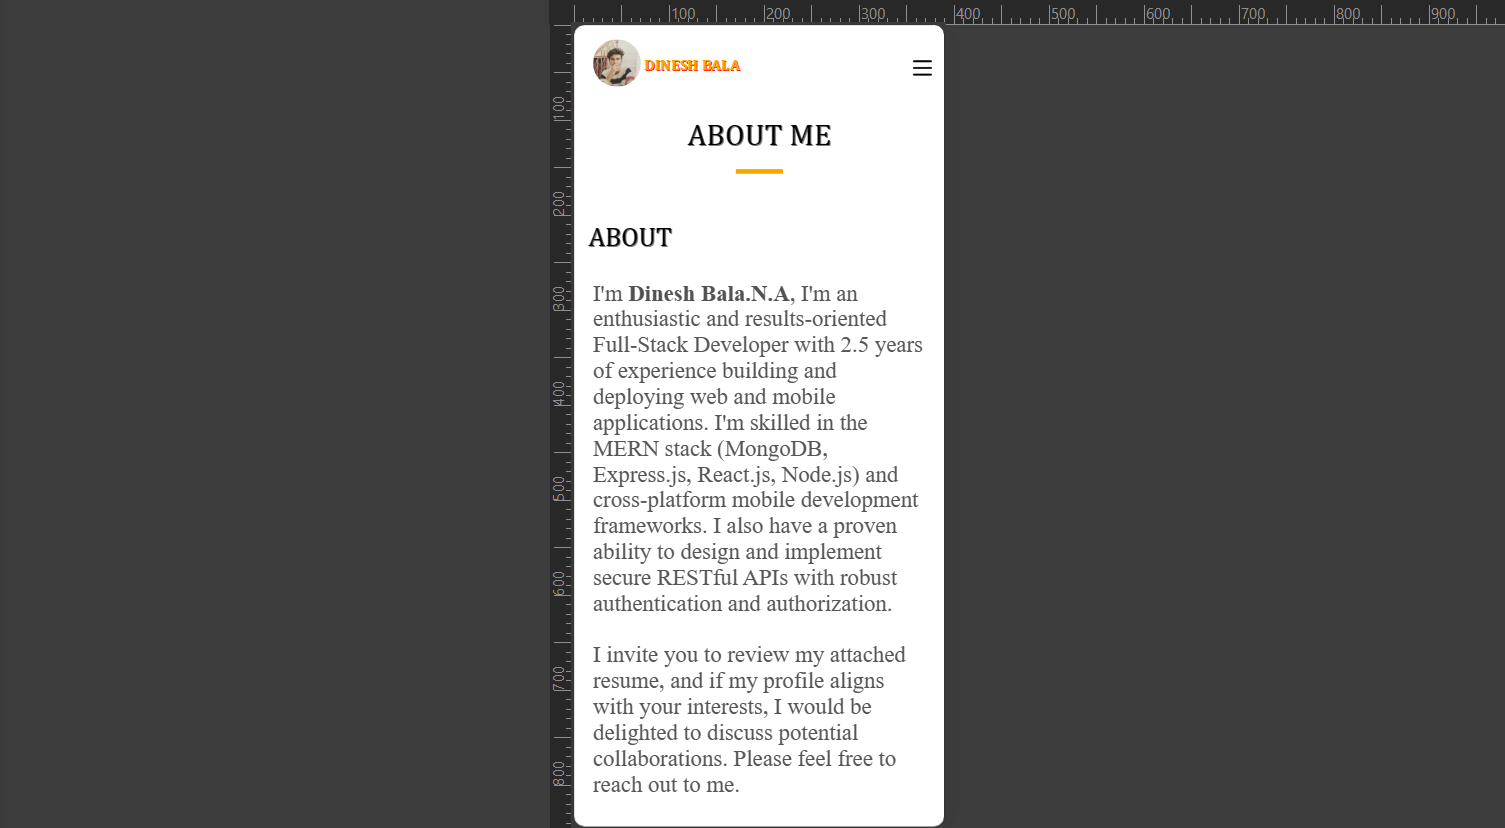 100 200 300 400 500 600 700 800 900
100
200
300
400
500
600
700
800
DINESH BALA
ABOUT ME
ABOUT
I'm Dinesh Bala.N.A, I'm an
enthusiastic and results-oriented
Full-Stack Developer with 2.5 years
of experience building and
deploying web and mobile
applications. I'm skilled in the
MERN stack (MongoDB,
Express.js, React.js, Node.js) and
cross-platform mobile development
frameworks. I also have a proven
ability to design and implement
secure RESTful APIs with robust
authentication and authorization.
I invite you to review my attached
resume, and if my profile aligns
with your interests, I would be
delighted to discuss potential
collaborations. Please feel free to
reach out to me.